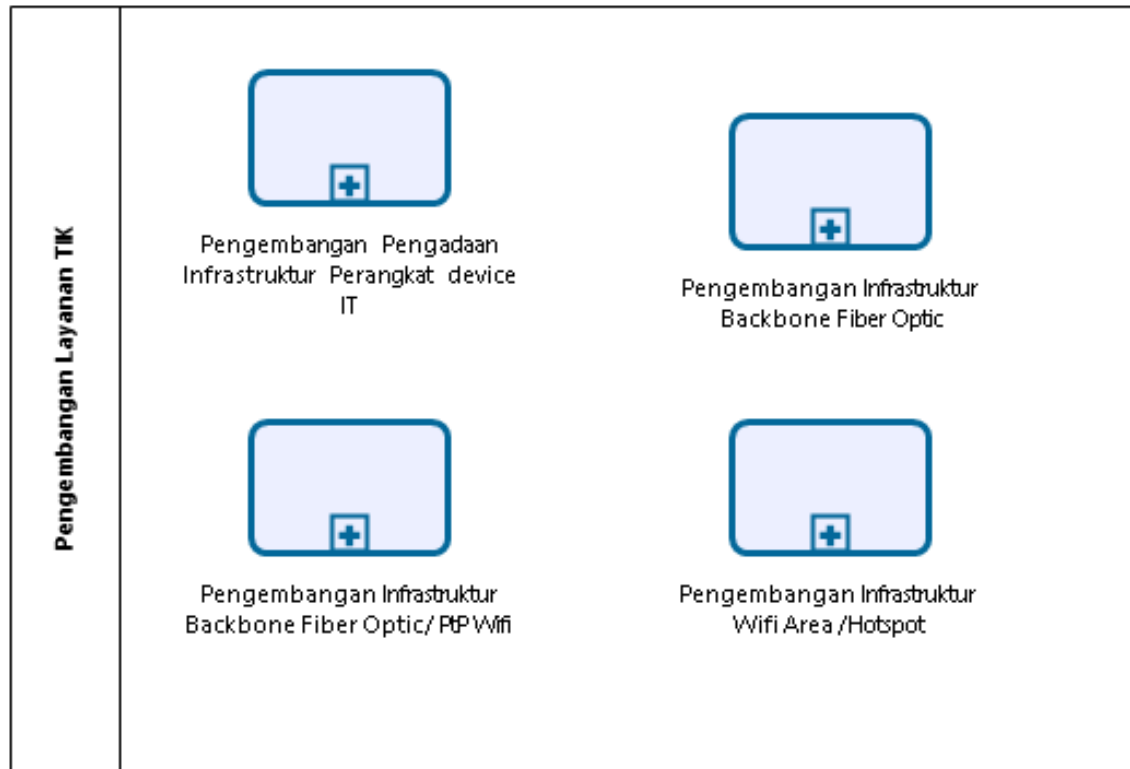 Pengembangan Layanan TIK
Pengembangan Pengadaan
Infrastruktur Perangkat device
IT
Pengembangan Infrastruktur
Backbone Fiber Optic
Pengembangan Infrastruktur
Backbone Fiber Optic/ PtP Wifi
Pengembangan Infrastruktur
Wifi Area /Hotspot